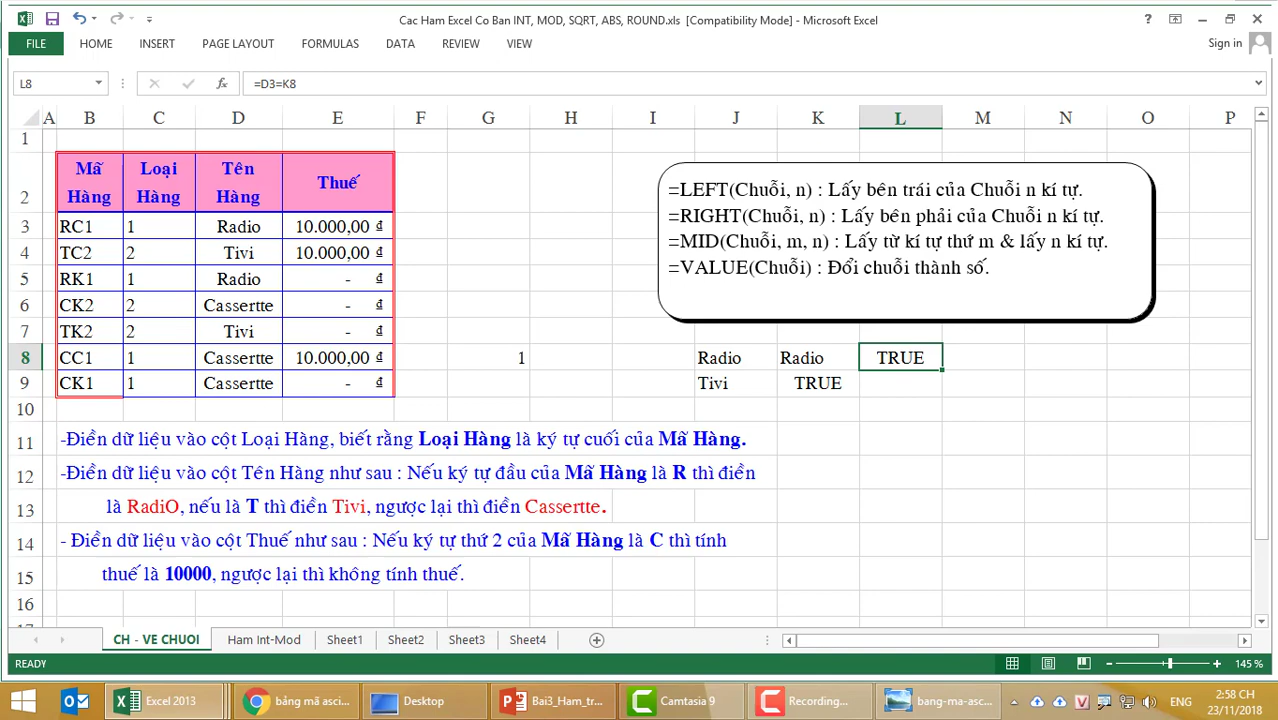 Cac Ham Excel Co Ban INT, MOD, SQRT, ABS, ROUND.xls [Compatibility Mode] - Microsoft Excel
FILE HOME INSERT PAGE LAYOUT FORMULAS DATA REVIEW VIEW Sign in
L8 fx =D3=K8
A B C D E F G H I J K L M N O P
1
2 Mã Hàng Loại Hàng Tên Hàng Thuế
3 RC1 1 Radio 10.000,00 ₫
4 TC2 2 Tivi 10.000,00 ₫
5 RK1 1 Radio - ₫
6 CK2 2 Cassertte - ₫
7 TK2 2 Tivi - ₫
8 CC1 1 Cassertte 10.000,00 ₫ 1 Radio Radio TRUE
9 CK1 1 Cassertte - ₫ Tivi TRUE
=LEFT(Chuỗi, n) : Lấy bên trái của Chuỗi n kí tự.
=RIGHT(Chuỗi, n) : Lấy bên phải của Chuỗi n kí tự.
=MID(Chuỗi, m, n) : Lấy từ kí tự thứ m & lấy n kí tự.
=VALUE(Chuỗi) : Đổi chuỗi thành số.
10
11 -Điền dữ liệu vào cột Loại Hàng, biết rằng Loại Hàng là ký tự cuối của Mã Hàng.
12 -Điền dữ liệu vào cột Tên Hàng như sau : Nếu ký tự đầu của Mã Hàng là R thì điền
13 là RadiO, nếu là T thì điền Tivi, ngược lại thì điền Cassertte.
14 - Điền dữ liệu vào cột Thuế như sau : Nếu ký tự thứ 2 của Mã Hàng là C thì tính
15 thuế là 10000, ngược lại thì không tính thuế.
16
CH - VE CHUOI Ham Int-Mod Sheet1 Sheet2 Sheet3 Sheet4
READY 145 %
Excel 2013 bảng mã asci... Desktop Bai3_Ham_tr... Camtasia 9 Recording... bang-ma-asc... ENG 2:58 CH
23/11/2018